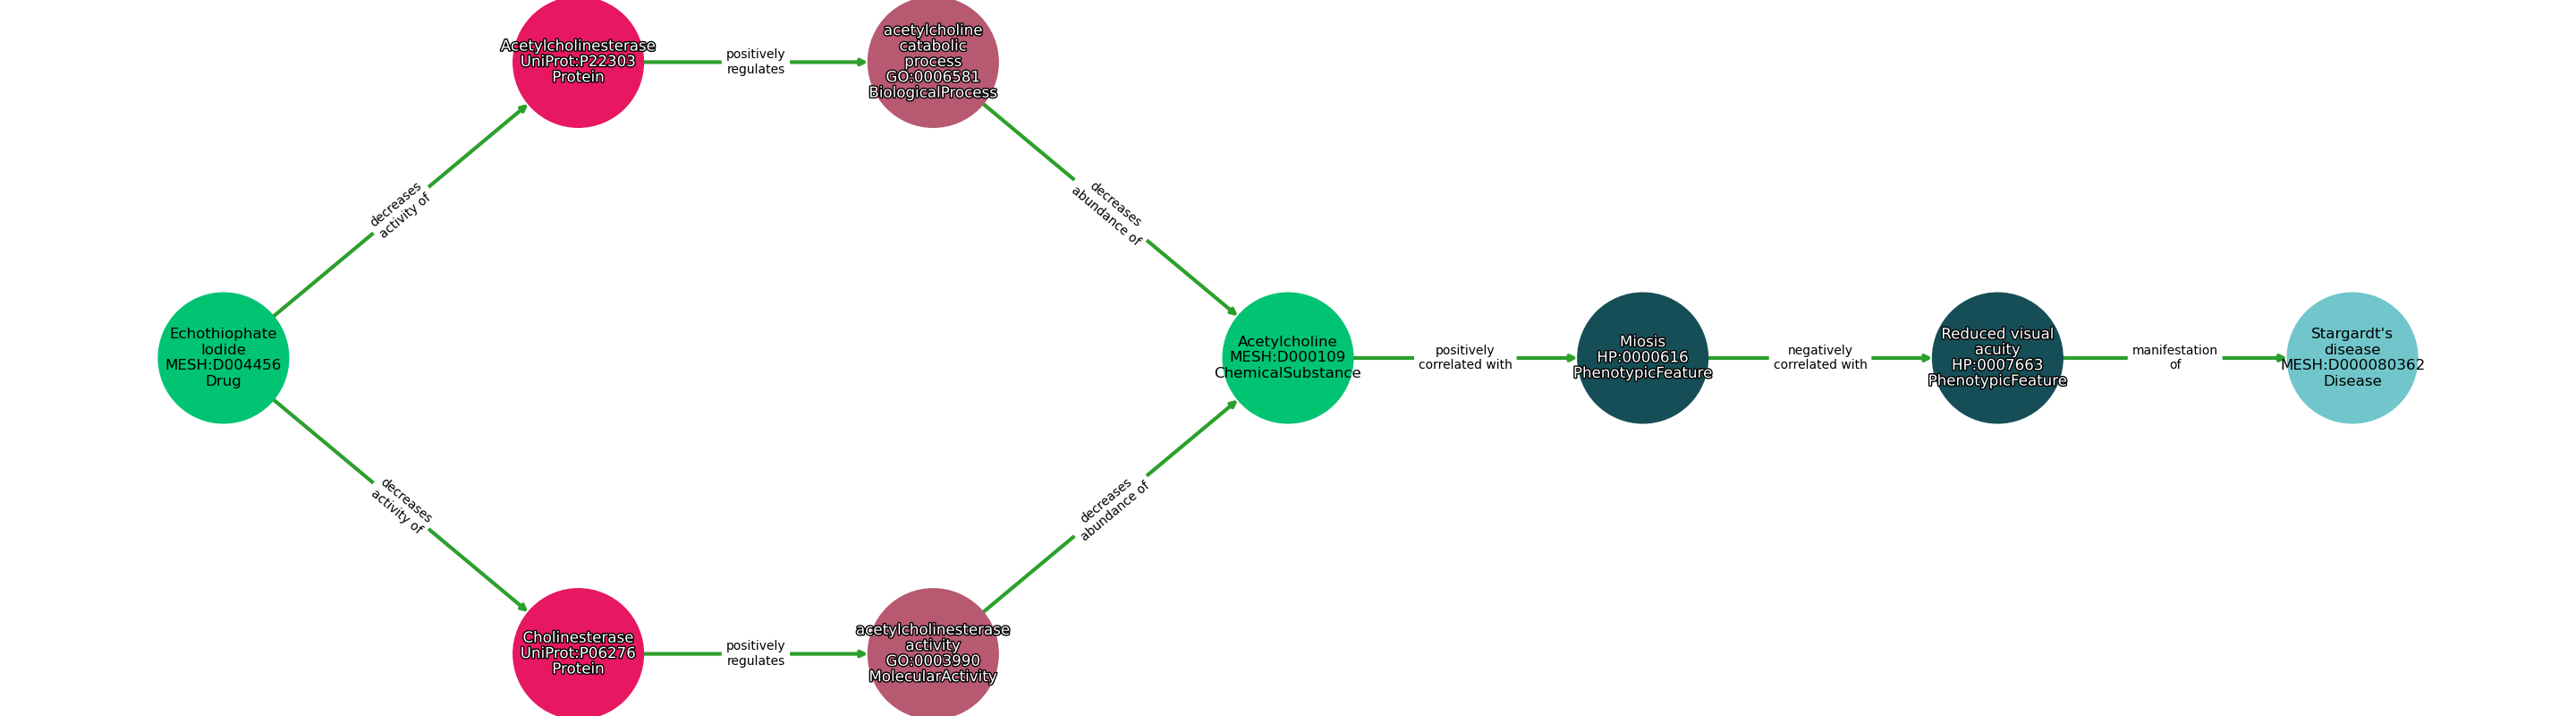 Acetylcholinesterase
UniProt:P22303
Protein
positively
regulates
acetylcholine
catabolic
process
GO:0006581
BiologicalProcess
decreases
activity of
decreases
abundance of
Echothiophate
Iodide
MESH:D004456
Drug
Acetylcholine
MESH:D000109
ChemicalSubstance
positively
correlated with
Miosis
HP:0000616
PhenotypicFeature
negatively
correlated with
Reduced visual
acuity
HP:0007663
PhenotypicFeature
manifestation
of
Stargardt's
disease
MESH:D000080362
Disease
decreases
activity of
decreases
abundance of
Cholinesterase
UniProt:P06276
Protein
positively
regulates
acetylcholinesterase
activity
GO:0003990
MolecularActivity